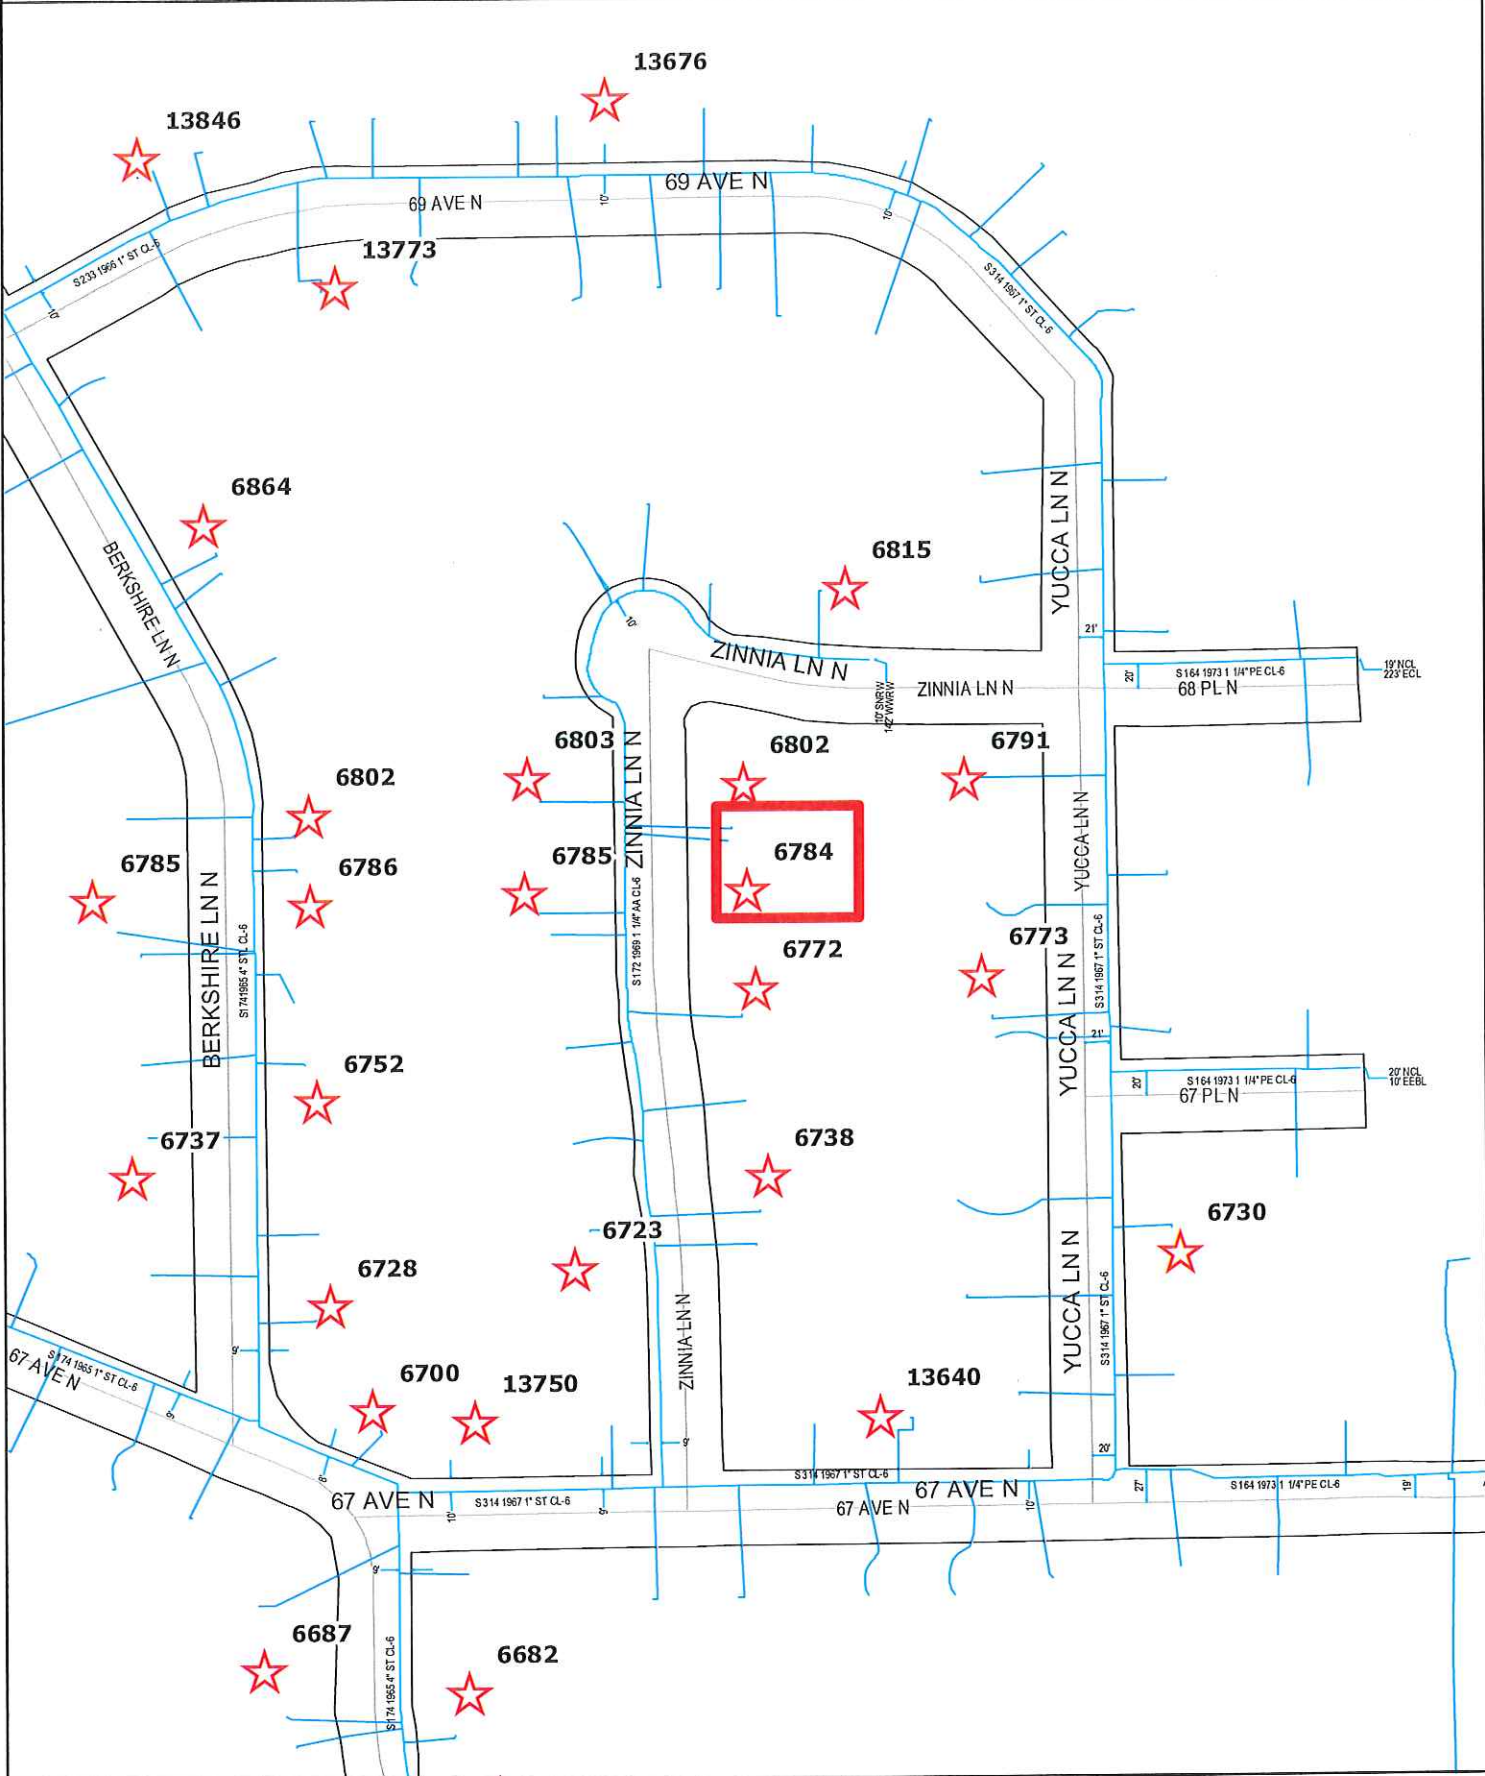 13676
13846
69 AVE N
69 AVE N
10'
10'
13773
S233 1966 1" ST CL-6
10'
S314 1967 1" ST CL-6
6864
YUCCA LN N
BERKSHIRE LN N
6815
10'
21'
ZINNIA LN N
ZINNIA LN N
20'
S164 1973 1 1/4" PE CL-6
68 PL N
19' NCL
223' ECL
10' SNRW
142' WWRW
6803
6802
6791
6802
ZINNIA LN N
YUCCA LN N
6785
6786
6785
6784
BERKSHIRE LN N
S174 1965 4" STL CL-6
S172 1969 1 1/4" AA CL-6
6772
6773
S314 1967 1" ST CL-6
YUCCA LN N
21'
6752
20'
S164 1973 1 1/4" PE CL-6
67 PL N
20' NCL
10' EEBL
6737
6738
6723
6730
6728
ZINNIA LN N
YUCCA LN N
S314 1967 1" ST CL-6
9'
67 AVE N
S174 1965 1" ST CL-6
9'
6700
13750
13640
9'
20'
S314 1967 1" ST CL-6
67 AVE N
S314 1967 1" ST CL-6
10'
9'
67 AVE N
67 AVE N
10'
27'
S164 1973 1 1/4" PE CL-6
19'
9'
6687
6682
S174 1965 4" ST CL-6